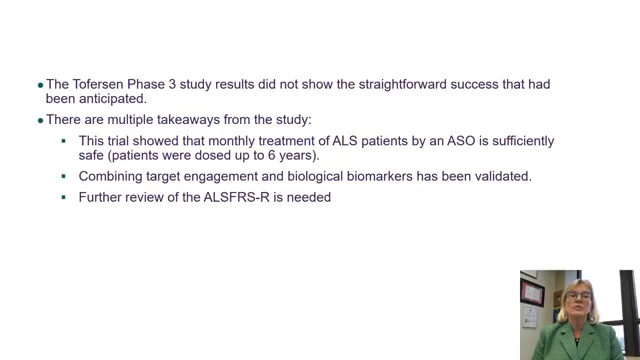 The Tofersen Phase 3 study results did not show the straightforward success that had
been anticipated.
There are multiple takeaways from the study:
This trial showed that monthly treatment of ALS patients by an ASO is sufficiently
safe (patients were dosed up to 6 years).
Combining target engagement and biological biomarkers has been validated.
Further review of the ALSFRS-R is needed